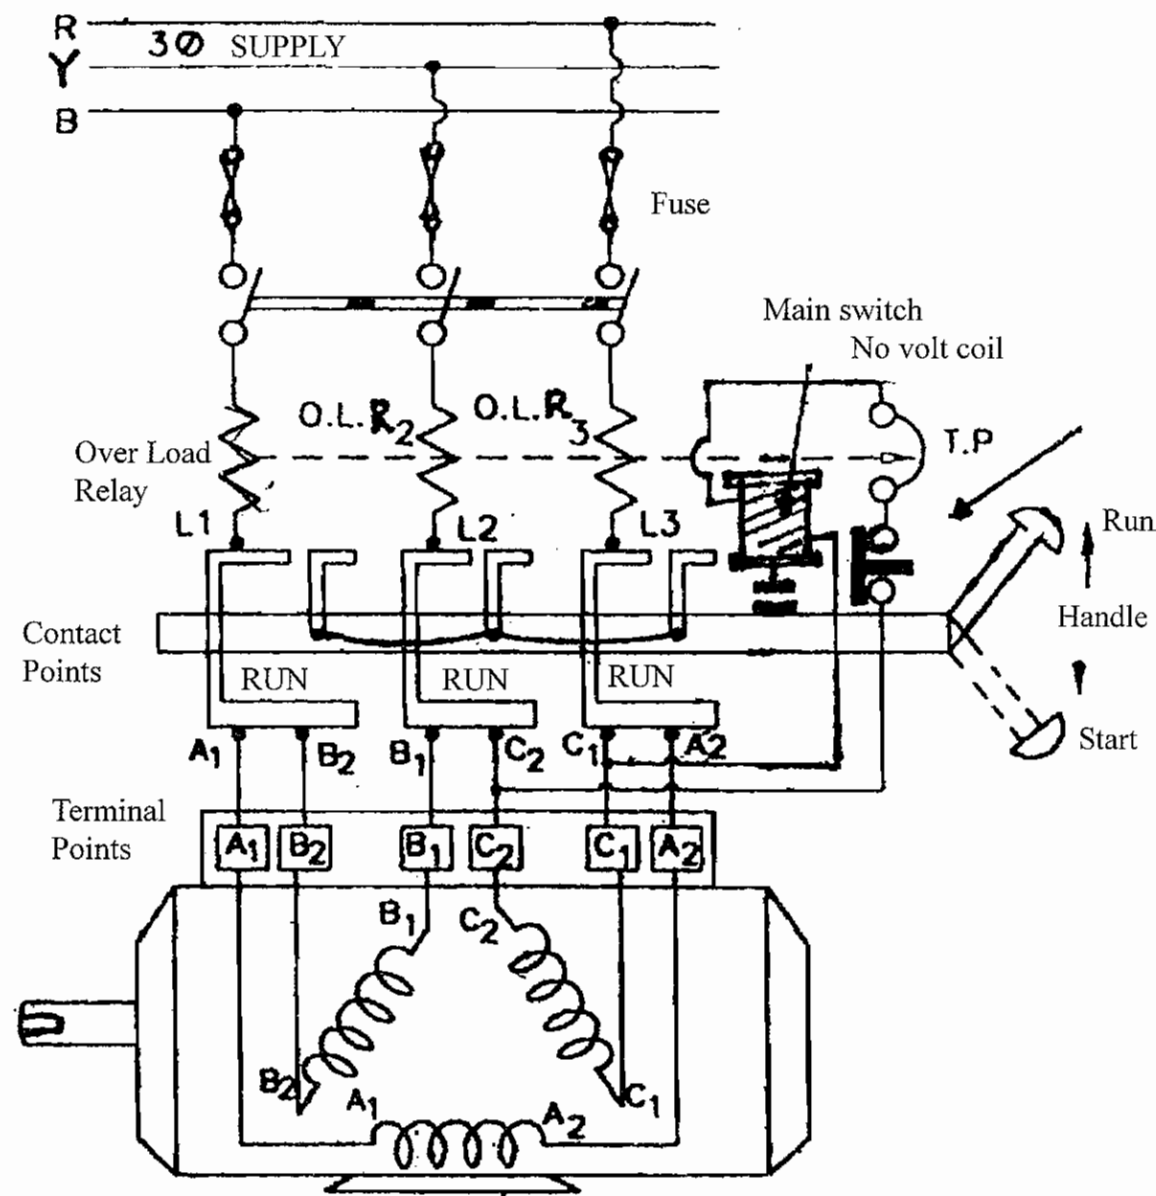 R
3Ø SUPPLY
Y
B
Fuse
Main switch
No volt coil
O.L.R2
O.L.R3
T.P
Over Load
Relay
L1
L2
L3
Run
Handle
Start
Contact
Points
RUN
RUN
RUN
A1
B2
B1
C2
C1
A2
Terminal
Points
A1
B2
B1
C2
C1
A2
B1
C2
B2
A1
A2
C1